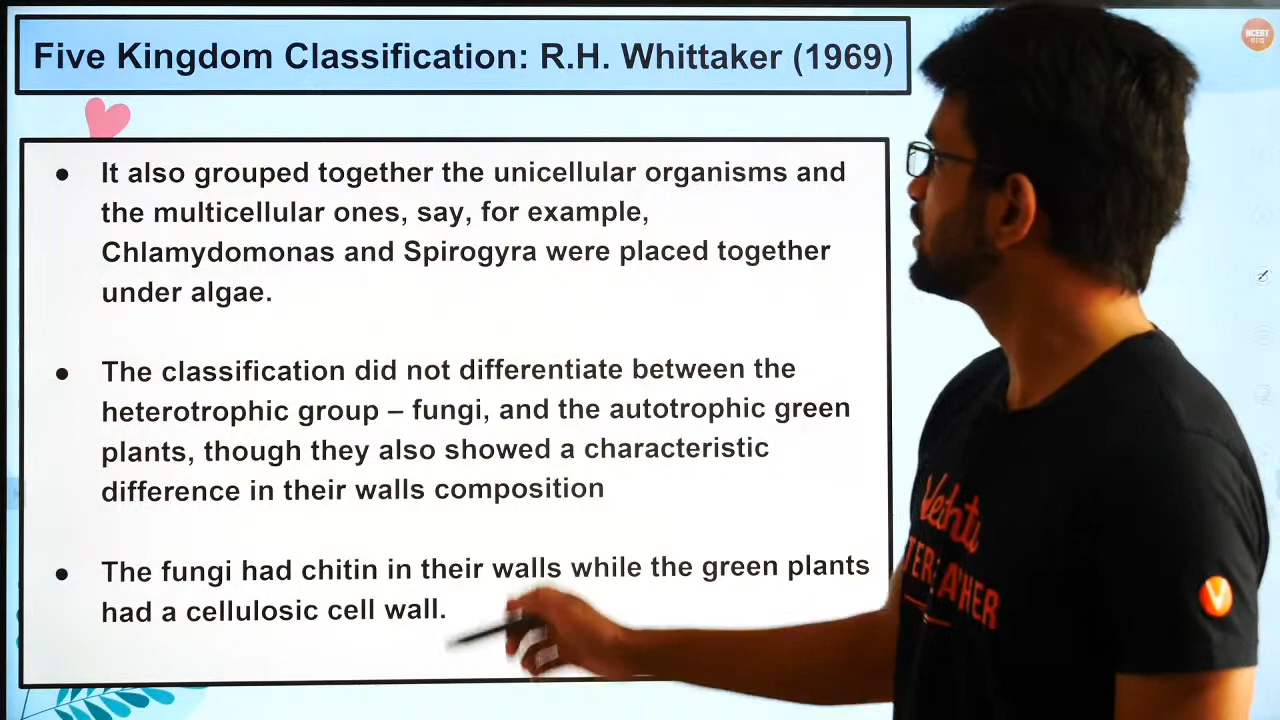 Five Kingdom Classification: R.H. Whittaker (1969)
● It also grouped together the unicellular organisms and
the multicellular ones, say, for example,
Chlamydomonas and Spirogyra were placed together
under algae.
● The classification did not differentiate between the
heterotrophic group – fungi, and the autotrophic green
plants, though they also showed a characteristic
difference in their walls composition
● The fungi had chitin in their walls while the green plants
had a cellulosic cell wall.
NCERT
V